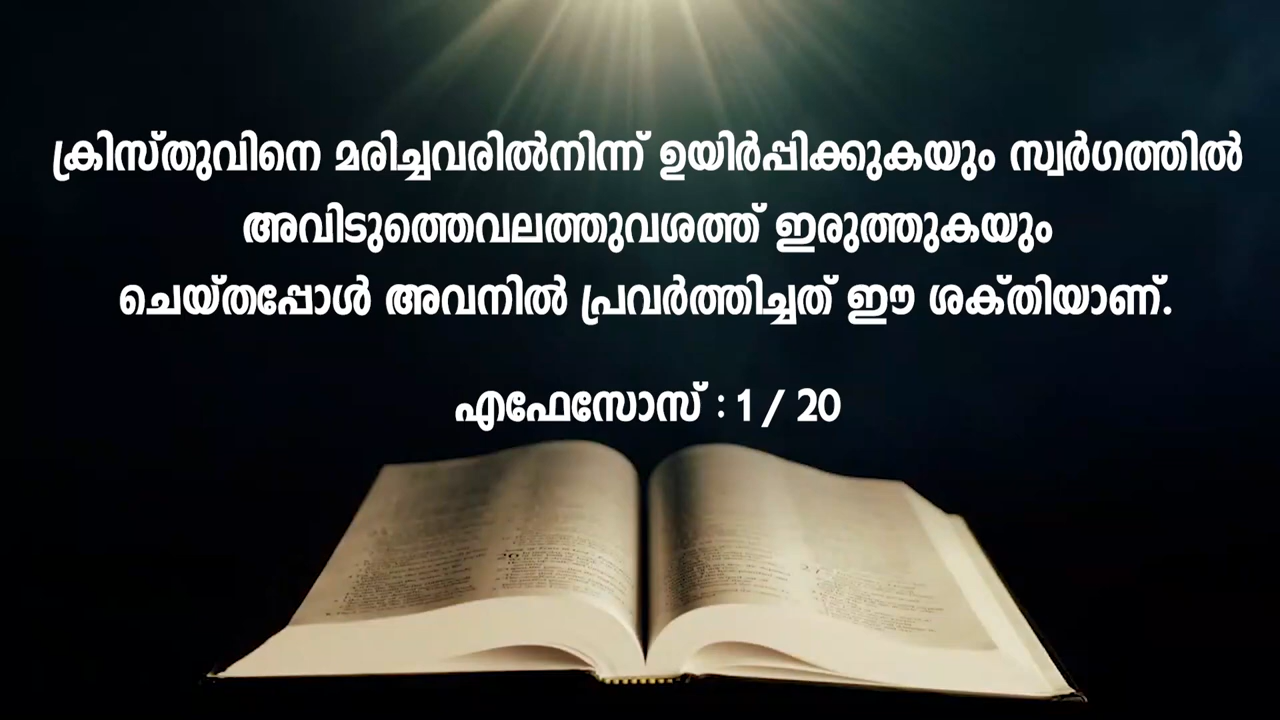 ക്രിസ്തുവിനെ മരിച്ചവരിൽനിന്ന് ഉയിർപ്പിക്കുകയും സ്വർഗത്തിൽ
അവിടുത്തെവലത്തുവശത്ത് ഇരുത്തുകയും
ചെയ്തപ്പോൾ അവനിൽ പ്രവർത്തിച്ചത് ഈ ശക്തിയാണ്.
എഫേസോസ് : 1 / 20